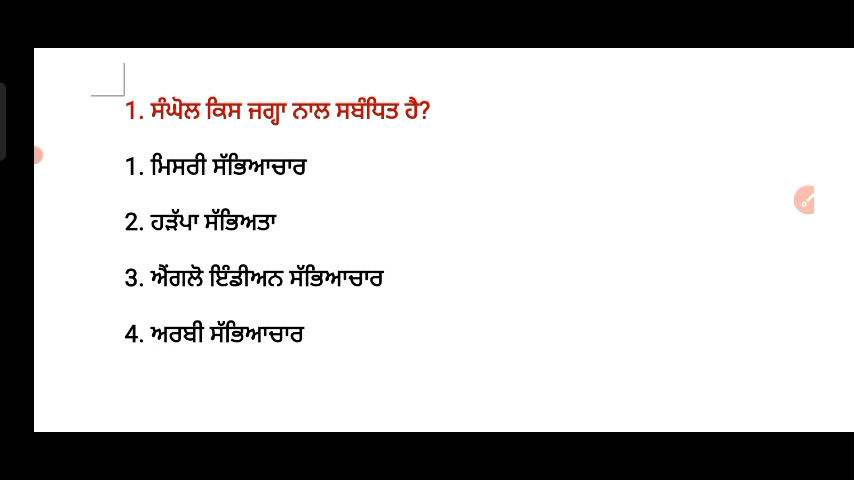 1. ਸੰਘੋਲ ਕਿਸ ਜਗ੍ਹਾ ਨਾਲ ਸਬੰਧਿਤ ਹੈ?
1. ਮਿਸਰੀ ਸੱਭਿਆਚਾਰ
2. ਹੜੱਪਾ ਸੱਭਿਅਤਾ
3. ਐਂਗਲੋ ਇੰਡੀਅਨ ਸੱਭਿਆਚਾਰ
4. ਅਰਬੀ ਸੱਭਿਆਚਾਰ